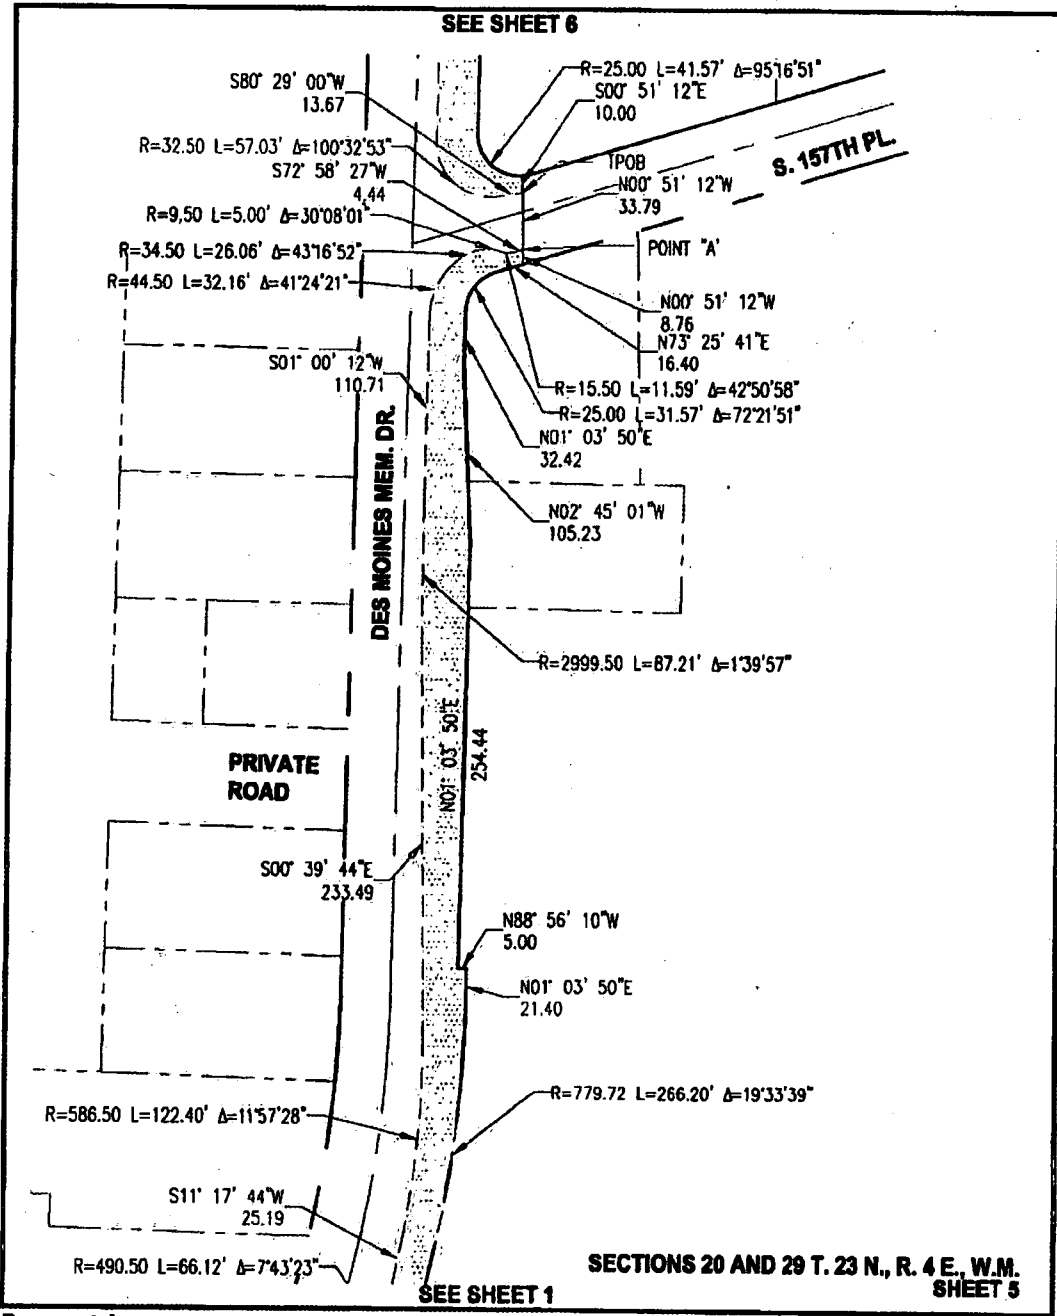 SEE SHEET 6
S80° 29' 00"W
13.67
R=25.00 L=41.57' Δ=95°16'51"
S00° 51' 12"E
10.00
R=32.50 L=57.03' Δ=100°32'53"
TPOB
S. 157TH PL.
S72° 58' 27"W
4.44
N00° 51' 12"W
33.79
R=9.50 L=5.00' Δ=30°08'01"
R=34.50 L=26.06' Δ=43°16'52"
POINT "A"
R=44.50 L=32.16' Δ=41°24'21"
N00° 51' 12"W
8.76
N73° 25' 41"E
16.40
S01° 00' 12"W
110.71
R=15.50 L=11.59' Δ=42°50'58"
R=25.00 L=31.57' Δ=72°21'51"
N01° 03' 50"E
32.42
DES MOINES MEM. DR.
N02° 45' 01"W
105.23
R=2999.50 L=87.21' Δ=1°39'57"
N01° 03' 50"E
254.44
PRIVATE
ROAD
S00° 39' 44"E
233.49
N88° 56' 10"W
5.00
N01° 03' 50"E
21.40
R=779.72 L=266.20' Δ=19°33'39"
R=586.50 L=122.40' Δ=11°57'28"
S11° 17' 44"W
25.19
R=490.50 L=66.12' Δ=7°43'23"
SECTIONS 20 AND 29 T. 23 N., R. 4 E., W.M.
SHEET 5
SEE SHEET 1